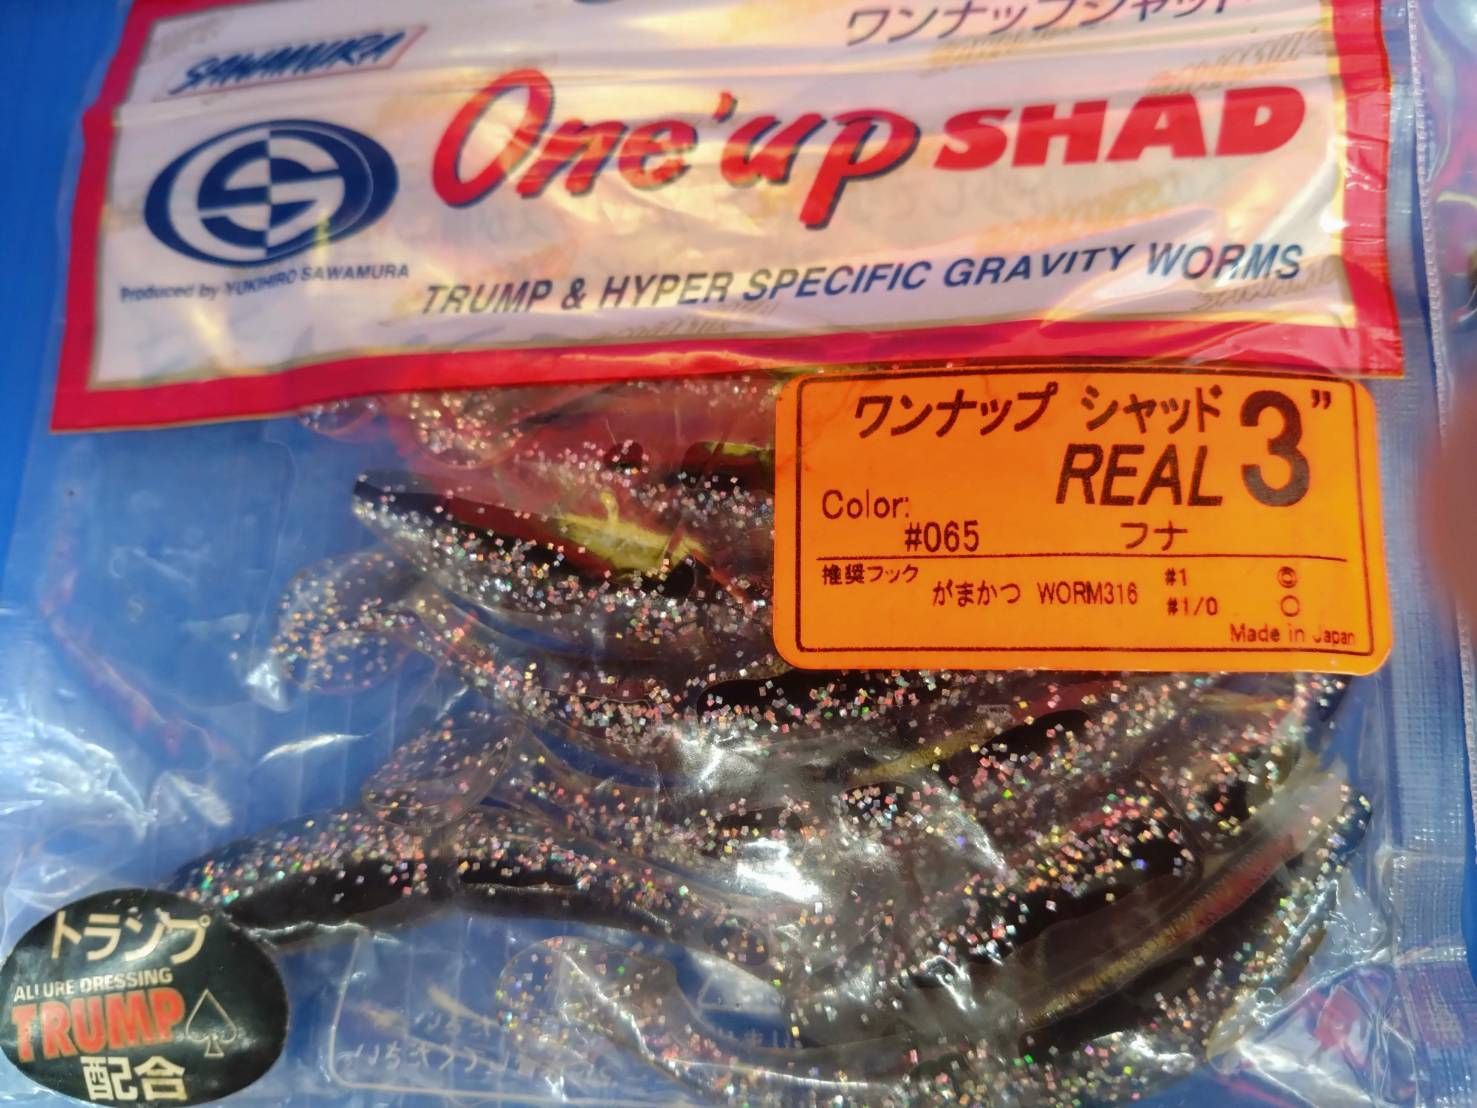 ワンナップシャッド
SAWAMURA
One'up SHAD
Produced by YUKIHIRO SAWAMURA
TRUMP & HYPER SPECIFIC GRAVITY WORMS
ワンナップ シャッド
REAL 3"
Color:
#065 フナ
推奨フック
がまかつ WORM316 #1 ◎
#1/0 ○
Made in Japan
トランプ
ALLURE DRESSING
TRUMP
配合